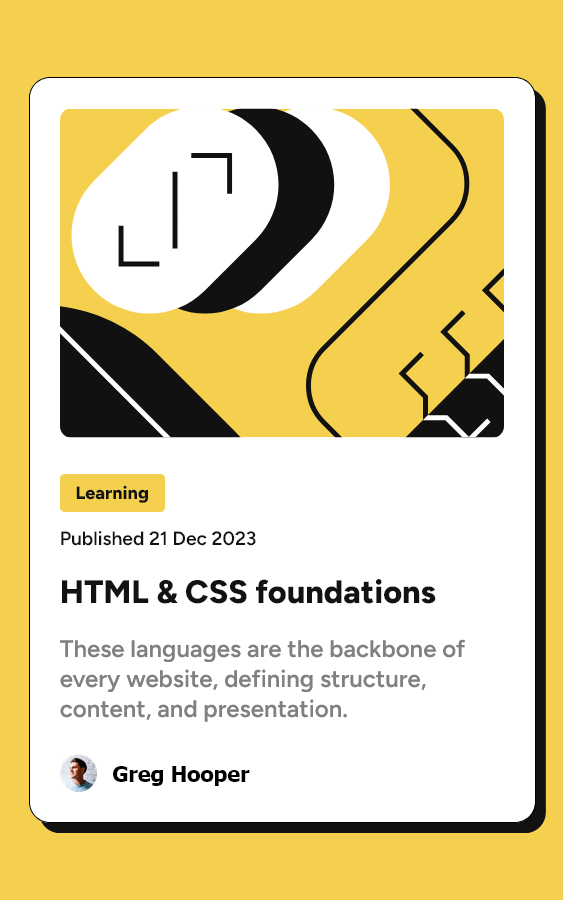 Learning
Published 21 Dec 2023
HTML & CSS foundations
These languages are the backbone of
every website, defining structure,
content, and presentation.
Greg Hooper